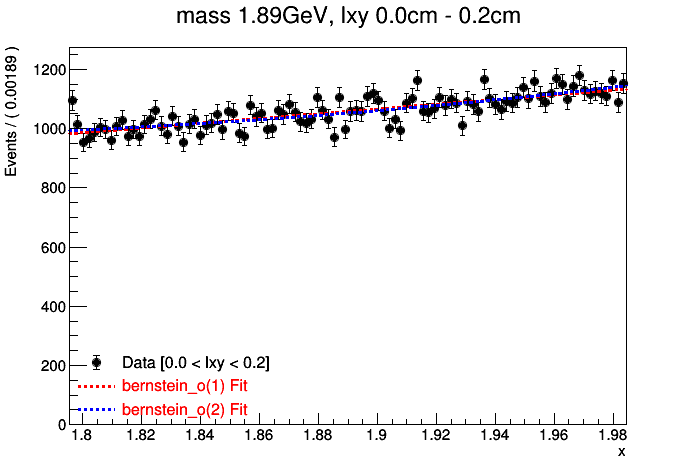 mass 1.89GeV, lxy 0.0cm - 0.2cm
Events / ( 0.00189 )
1200
1000
800
600
400
200
0
Data [0.0 < lxy < 0.2]
bernstein_o(1) Fit
bernstein_o(2) Fit
1.8 1.82 1.84 1.86 1.88 1.9 1.92 1.94 1.96 1.98
x